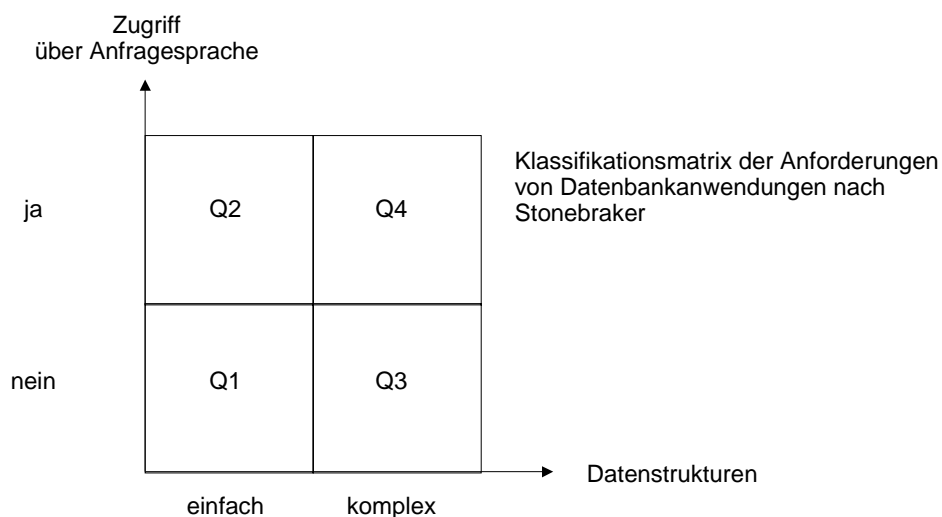 Zugriff
über Anfragesprache
Klassifikationsmatrix der Anforderungen
von Datenbankanwendungen nach
Stonebraker
ja
Q2
Q4
nein
Q1
Q3
Datenstrukturen
einfach
komplex